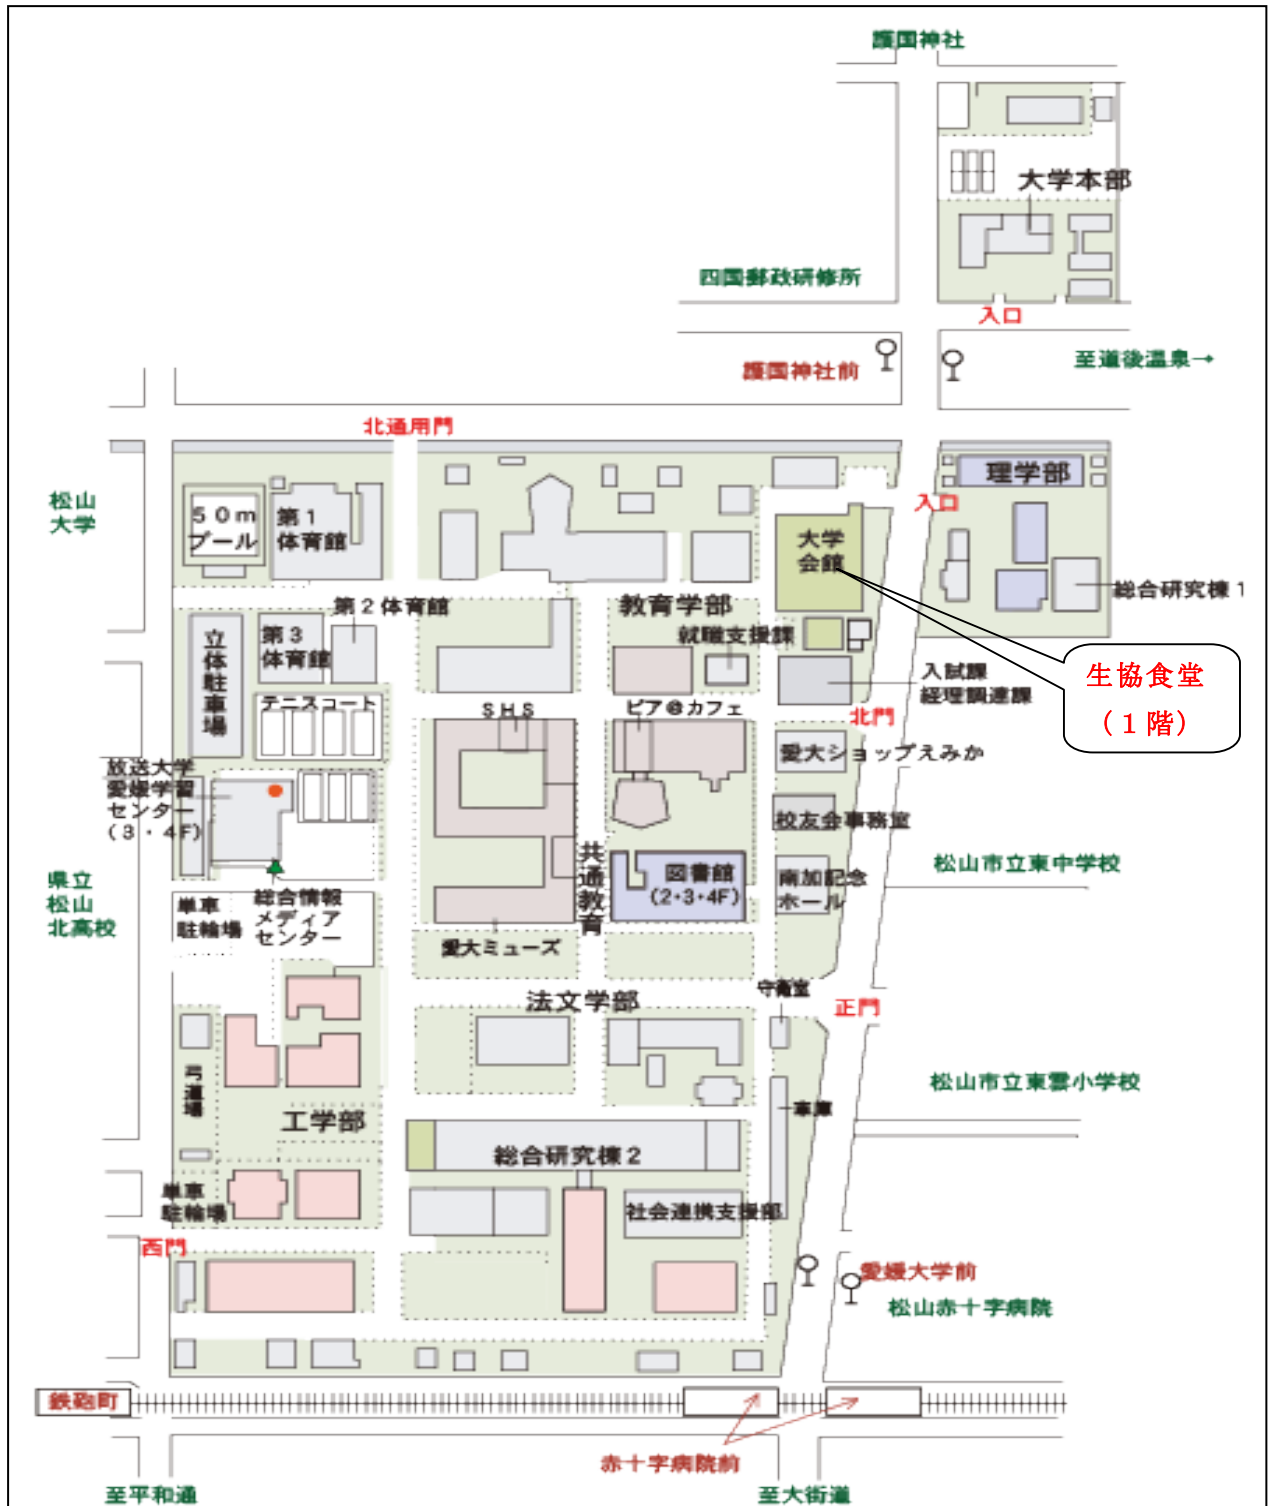 護国神社
大学本部
四国郵政研修所
入口
護国神社前
至道後温泉→
北通用門
松山
大学
50m
プール
第1
体育館
大学
会館
理学部
入口
総合研究棟1
第2体育館
教育学部
就職支援課
立体駐車場
第3
体育館
テニスコート
生協食堂
（1階）
入試課
経理調達課
SHS
ピア@カフェ
北門
愛大ショップえみか
放送大学
愛媛学習
センター
(3・4F)
校友会事務室
共通教育
図書館
(2・3・4F)
南加記念
ホール
松山市立東中学校
県立
松山
北高校
単車
駐輪場
総合情報
メディア
センター
愛大ミューズ
法文学部
守衛室
正門
弓道場
松山市立東雲小学校
工学部
車庫
総合研究棟2
単車
駐輪場
社会連携支援部
西門
愛媛大学前
松山赤十字病院
鉄砲町
赤十字病院前
至平和通
至大街道